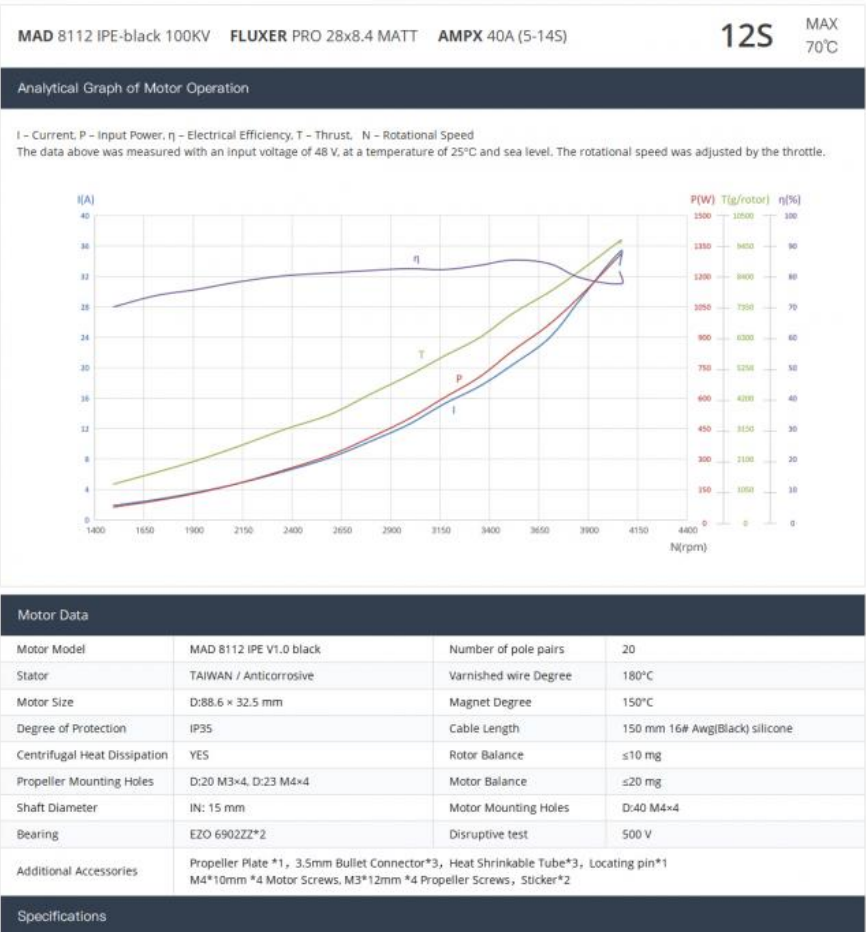 MAD 8112 IPE-black 100KV FLUXER PRO 28x8.4 MATT AMPX 40A (5-14S) 12S MAX 70℃
Analytical Graph of Motor Operation
I – Current, P – Input Power, η – Electrical Efficiency, T – Thrust, N – Rotational Speed
The data above was measured with an input voltage of 48 V, at a temperature of 25°C and sea level. The rotational speed was adjusted by the throttle.
I(A) P(W) T(g/rotor) η(%)
40 1500 10500 100
36 1350 9450 90
η
32 1200 8400 80
28 1050 7350 70
24 900 6300 60
T
20 750 5250 50
P
16 600 4200 40
I
12 450 3150 30
8 300 2100 20
4 150 1050 10
0 0 0 0
1400 1650 1900 2150 2400 2650 2900 3150 3400 3650 3900 4150 4400
N(rpm)
Motor Data
Motor Model MAD 8112 IPE V1.0 black Number of pole pairs 20
Stator TAIWAN / Anticorrosive Varnished wire Degree 180°C
Motor Size D:88.6 × 32.5 mm Magnet Degree 150°C
Degree of Protection IP35 Cable Length 150 mm 16# Awg(Black) silicone
Centrifugal Heat Dissipation YES Rotor Balance ≤10 mg
Propeller Mounting Holes D:20 M3×4, D:23 M4×4 Motor Balance ≤20 mg
Shaft Diameter IN: 15 mm Motor Mounting Holes D:40 M4×4
Bearing EZO 6902ZZ*2 Disruptive test 500 V
Additional Accessories Propeller Plate *1，3.5mm Bullet Connector*3，Heat Shrinkable Tube*3，Locating pin*1
M4*10mm *4 Motor Screws, M3*12mm *4 Propeller Screws，Sticker*2
Specifications